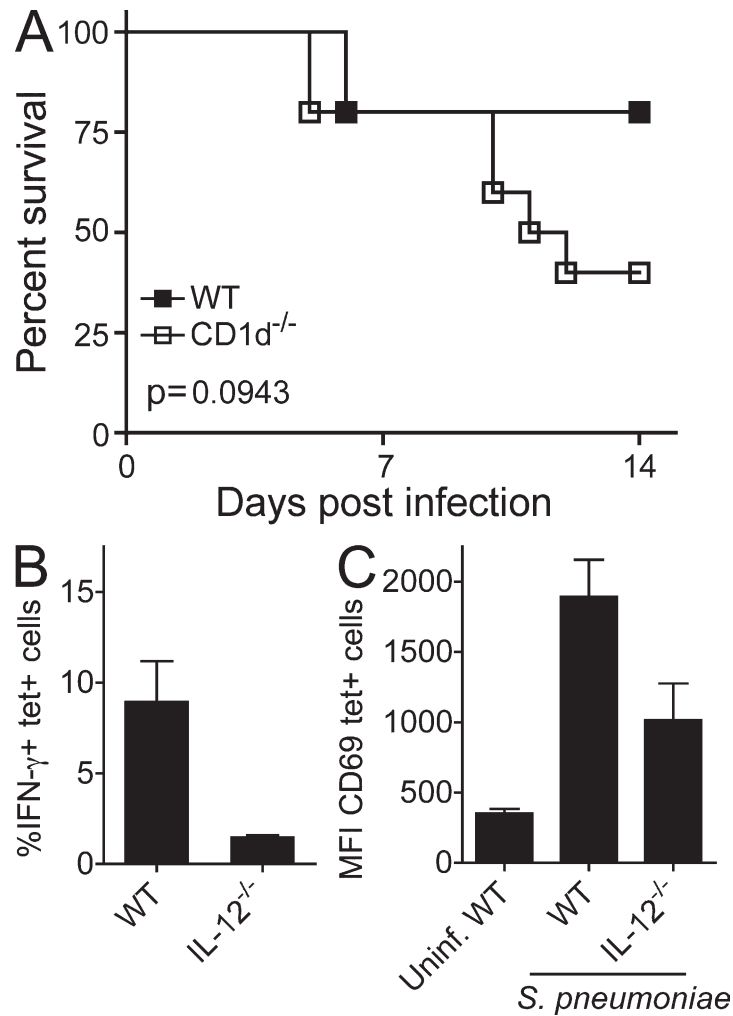 A
Percent survival
100
75
50
25
0
WT
CD1d-/-
p=0.0943
0 7 14
Days post infection
B
%IFN-γ+ tet+ cells
15
10
5
0
WT
IL-12-/-
C
MFI CD69 tet+ cells
2000
1500
1000
500
0
Uninf. WT
WT
IL-12-/-
S. pneumoniae